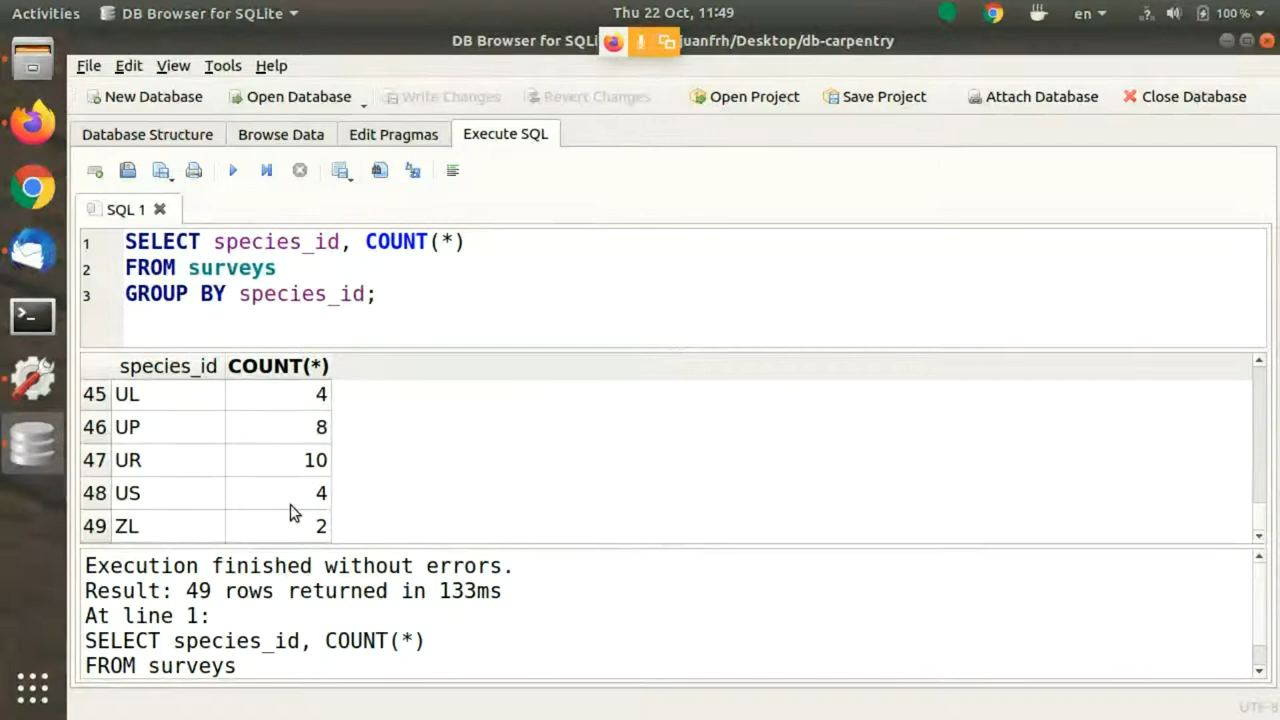 Activities DB Browser for SQLite Thu 22 Oct, 11:49 en 100 %
DB Browser for SQLi juanfrh/Desktop/db-carpentry
File Edit View Tools Help
New Database Open Database Write Changes Revert Changes Open Project Save Project Attach Database Close Database
Database Structure Browse Data Edit Pragmas Execute SQL
SQL 1
1 SELECT species_id, COUNT(*)
2 FROM surveys
3 GROUP BY species_id;
species_id COUNT(*)
45 UL 4
46 UP 8
47 UR 10
48 US 4
49 ZL 2
Execution finished without errors.
Result: 49 rows returned in 133ms
At line 1:
SELECT species_id, COUNT(*)
FROM surveys
UTF-8